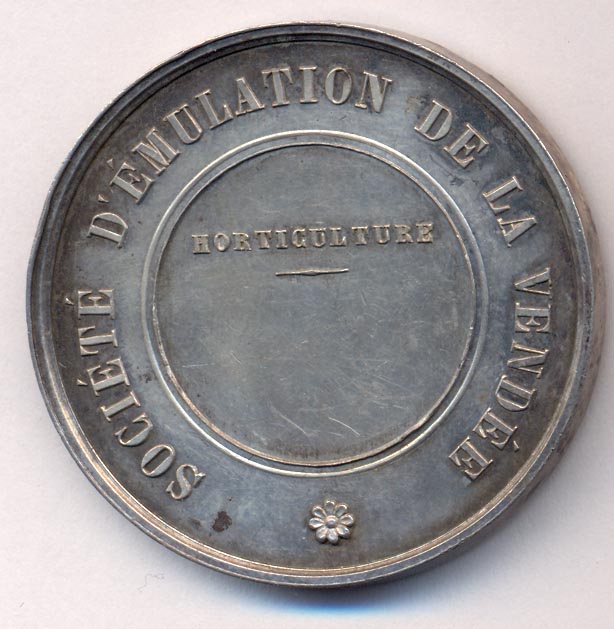 SOCIÉTÉ D'ÉMULATION DE LA VENDÉE
HORTICULTURE